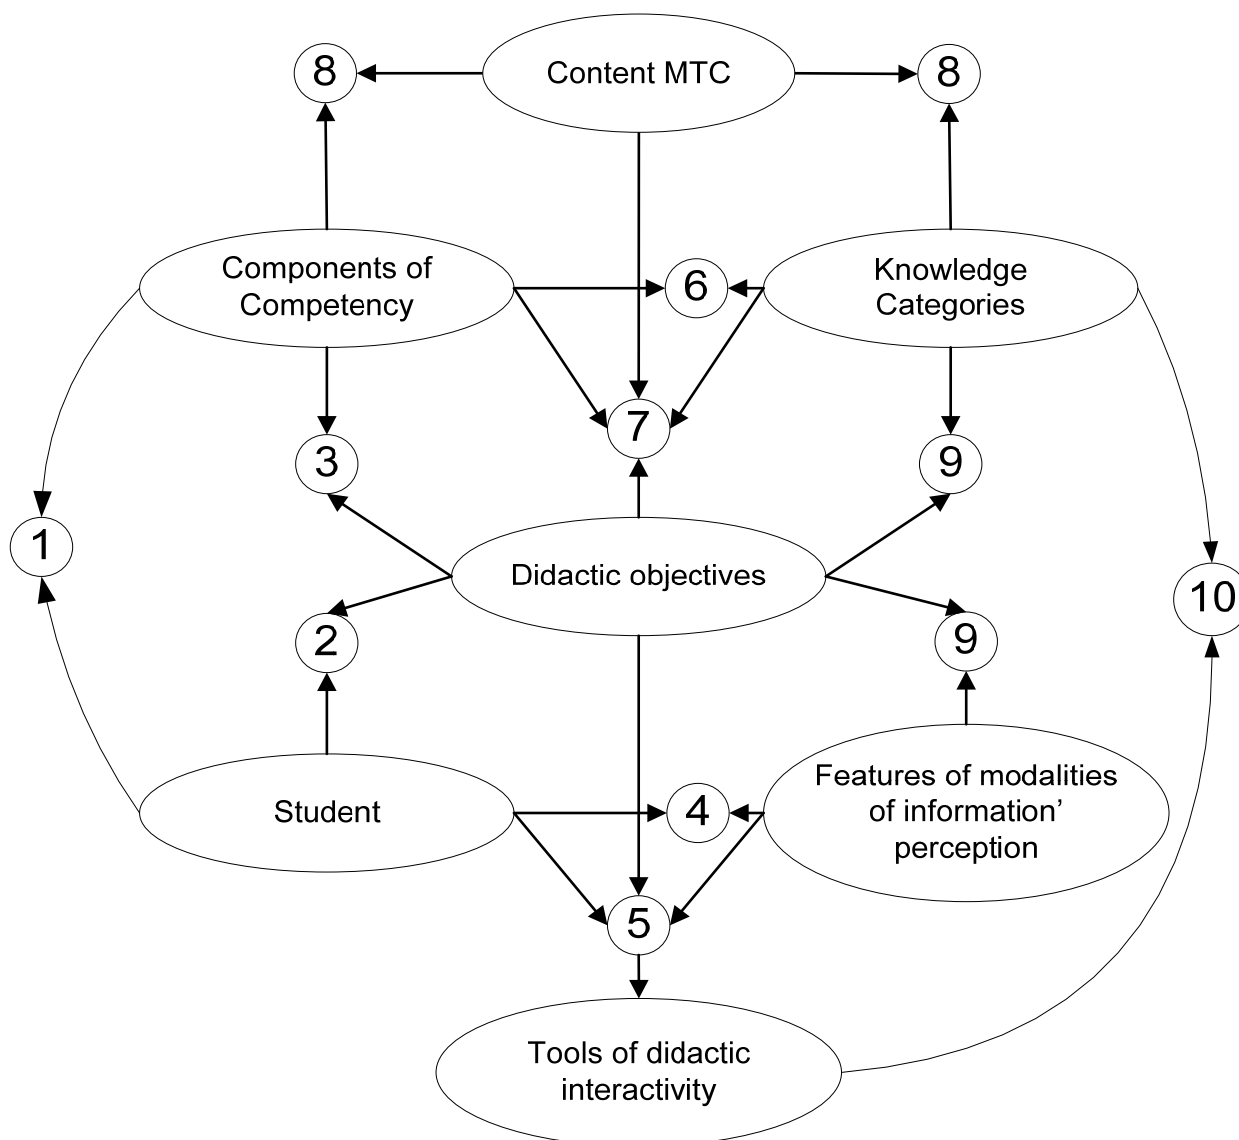 8
Content MTC
8
Components of
Competency
6
Knowledge
Categories
7
3
9
1
Didactic objectives
10
2
9
Student
4
Features of modalities
of information’
perception
5
Tools of didactic
interactivity